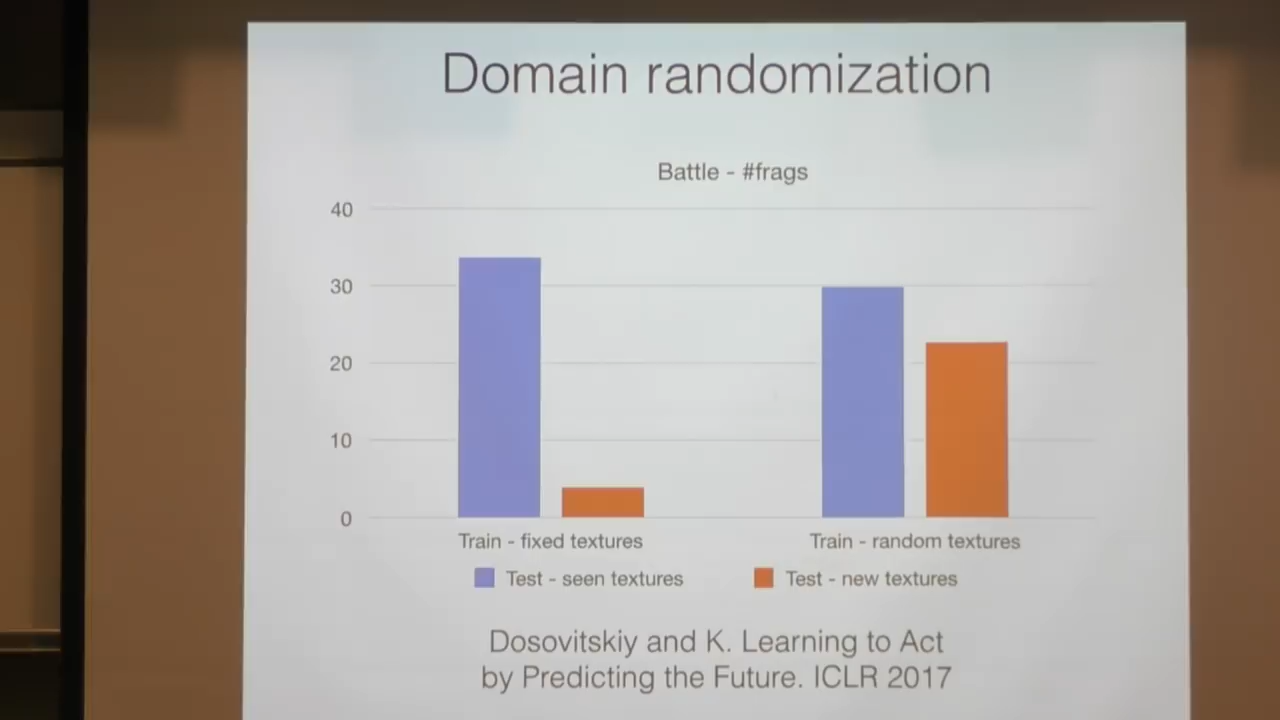 Domain randomization
Battle - #frags
40
30
20
10
0
Train - fixed textures
Train - random textures
Test - seen textures
Test - new textures
Dosovitskiy and K. Learning to Act
by Predicting the Future. ICLR 2017